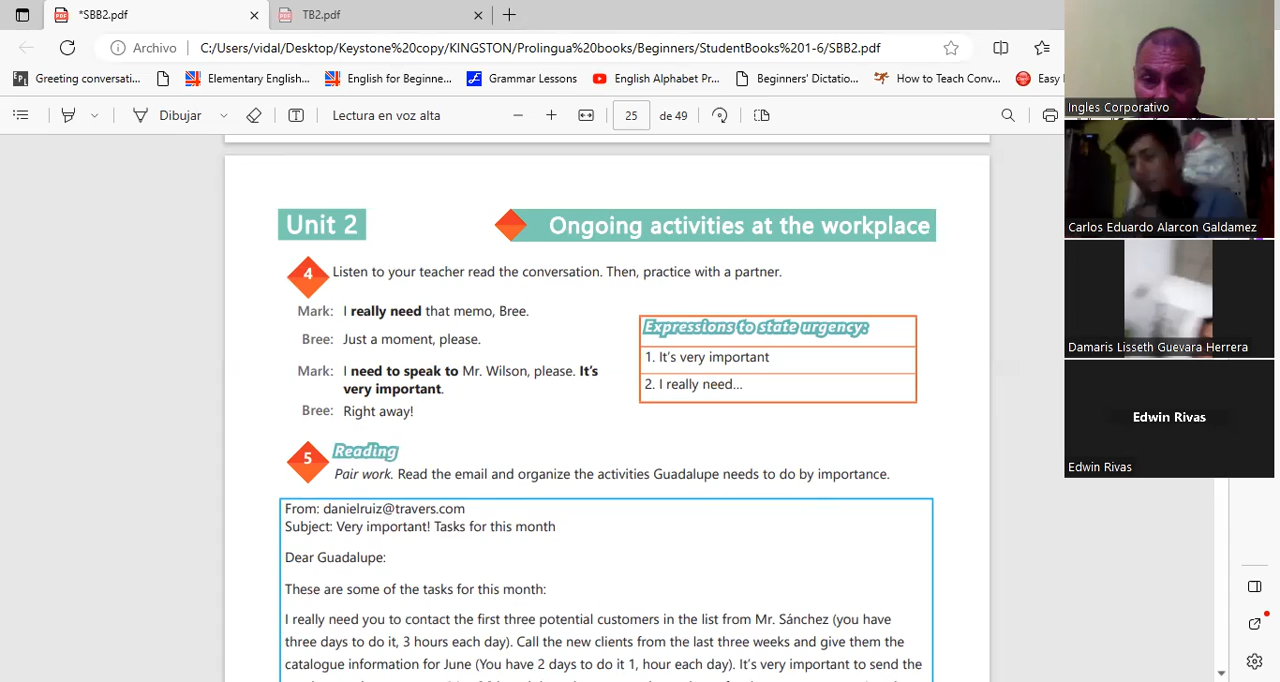 *SBB2.pdf
TB2.pdf
Archivo
C:/Users/vidal/Desktop/Keystone%20copy/KINGSTON/Prolingua%20books/Beginners/StudentBooks%201-6/SBB2.pdf
Greeting conversati...
Elementary English...
English for Beginne...
Grammar Lessons
English Alphabet Pr...
Beginners' Dictatio...
How to Teach Conv...
Easy
Dibujar
Lectura en voz alta
25
de 49
Ingles Corporativo
Carlos Eduardo Alarcon Galdamez
Damaris Lisseth Guevara Herrera
Edwin Rivas
Edwin Rivas
Unit 2
Ongoing activities at the workplace
4
Listen to your teacher read the conversation. Then, practice with a partner.
Mark: I really need that memo, Bree.
Bree: Just a moment, please.
Mark: I need to speak to Mr. Wilson, please. It's
very important.
Bree: Right away!
Expressions to state urgency:
1. It's very important
2. I really need...
5
Reading
Pair work. Read the email and organize the activities Guadalupe needs to do by importance.
From: danielruiz@travers.com
Subject: Very important! Tasks for this month
Dear Guadalupe:
These are some of the tasks for this month:
I really need you to contact the first three potential customers in the list from Mr. Sánchez (you have
three days to do it, 3 hours each day). Call the new clients from the last three weeks and give them the
catalogue information for June (You have 2 days to do it 1, hour each day). It's very important to send the